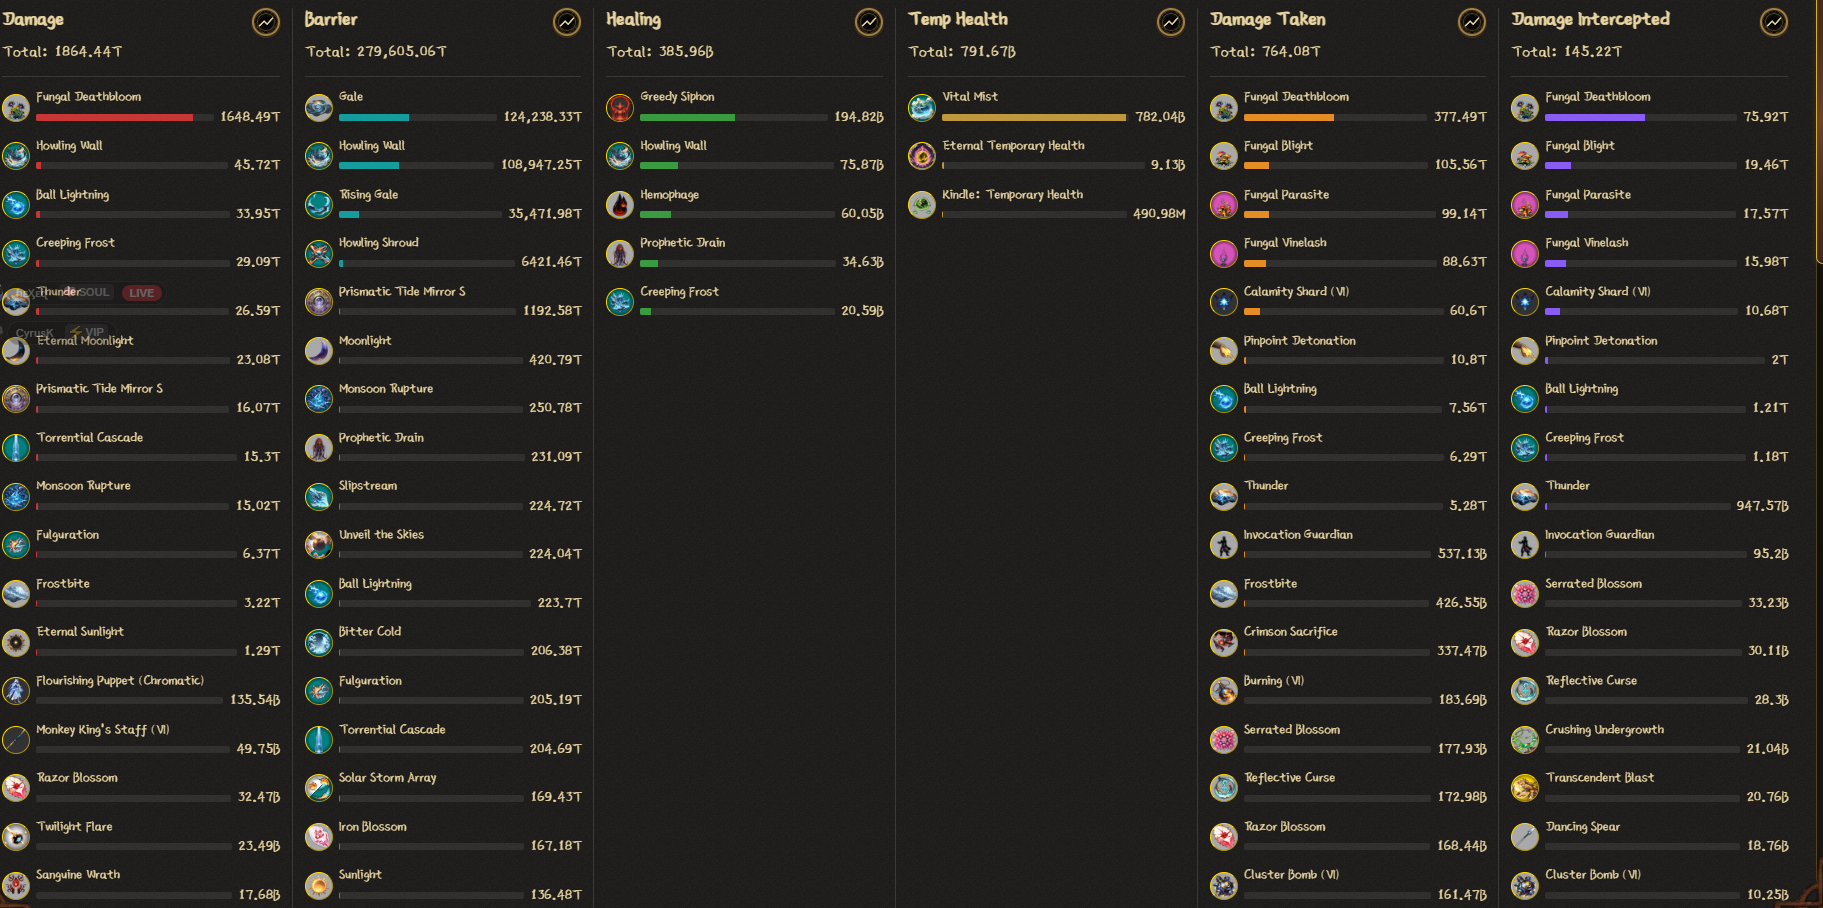 Damage
Total: 1864.44T
Fungal Deathbloom
1648.49T
Howling Wall
45.72T
Ball Lightning
33.95T
Creeping Frost
29.09T
Thunder
SOUL
LIVE
26.59T
CyrusK
VIP
Eternal Moonlight
23.08T
Prismatic Tide Mirror S
16.07T
Torrential Cascade
15.3T
Monsoon Rupture
15.02T
Fulguration
6.37T
Frostbite
3.22T
Eternal Sunlight
1.29T
Flourishing Puppet (Chromatic)
135.54B
Monkey King's Staff (VI)
49.75B
Razor Blossom
32.47B
Twilight Flare
23.49B
Sanguine Wrath
17.68B
Barrier
Total: 279,605.06T
Gale
124,238.33T
Howling Wall
108,947.25T
Rising Gale
35,471.98T
Howling Shroud
6421.46T
Prismatic Tide Mirror S
1192.58T
Moonlight
420.79T
Monsoon Rupture
250.78T
Prophetic Drain
231.09T
Slipstream
224.72T
Unveil the Skies
224.04T
Ball Lightning
223.7T
Bitter Cold
206.38T
Fulguration
205.19T
Torrential Cascade
204.69T
Solar Storm Array
169.43T
Iron Blossom
167.18T
Sunlight
136.48T
Healing
Total: 385.96B
Greedy Siphon
194.82B
Howling Wall
75.87B
Hemophage
60.05B
Prophetic Drain
34.63B
Creeping Frost
20.59B
Temp Health
Total: 791.67B
Vital Mist
782.04B
Eternal Temporary Health
9.13B
Kindle: Temporary Health
490.98M
Damage Taken
Total: 764.08T
Fungal Deathbloom
377.49T
Fungal Blight
105.56T
Fungal Parasite
99.14T
Fungal Vinelash
88.63T
Calamity Shard (VI)
60.6T
Pinpoint Detonation
10.8T
Ball Lightning
7.56T
Creeping Frost
6.29T
Thunder
5.28T
Invocation Guardian
537.13B
Frostbite
426.55B
Crimson Sacrifice
337.47B
Burning (VI)
183.69B
Serrated Blossom
177.93B
Reflective Curse
172.98B
Razor Blossom
168.44B
Cluster Bomb (VI)
161.47B
Damage Intercepted
Total: 145.22T
Fungal Deathbloom
75.92T
Fungal Blight
19.46T
Fungal Parasite
17.57T
Fungal Vinelash
15.98T
Calamity Shard (VI)
10.68T
Pinpoint Detonation
2T
Ball Lightning
1.21T
Creeping Frost
1.18T
Thunder
947.57B
Invocation Guardian
95.2B
Serrated Blossom
33.23B
Razor Blossom
30.11B
Reflective Curse
28.3B
Crushing Undergrowth
21.04B
Transcendent Blast
20.76B
Dancing Spear
18.76B
Cluster Bomb (VI)
10.25B